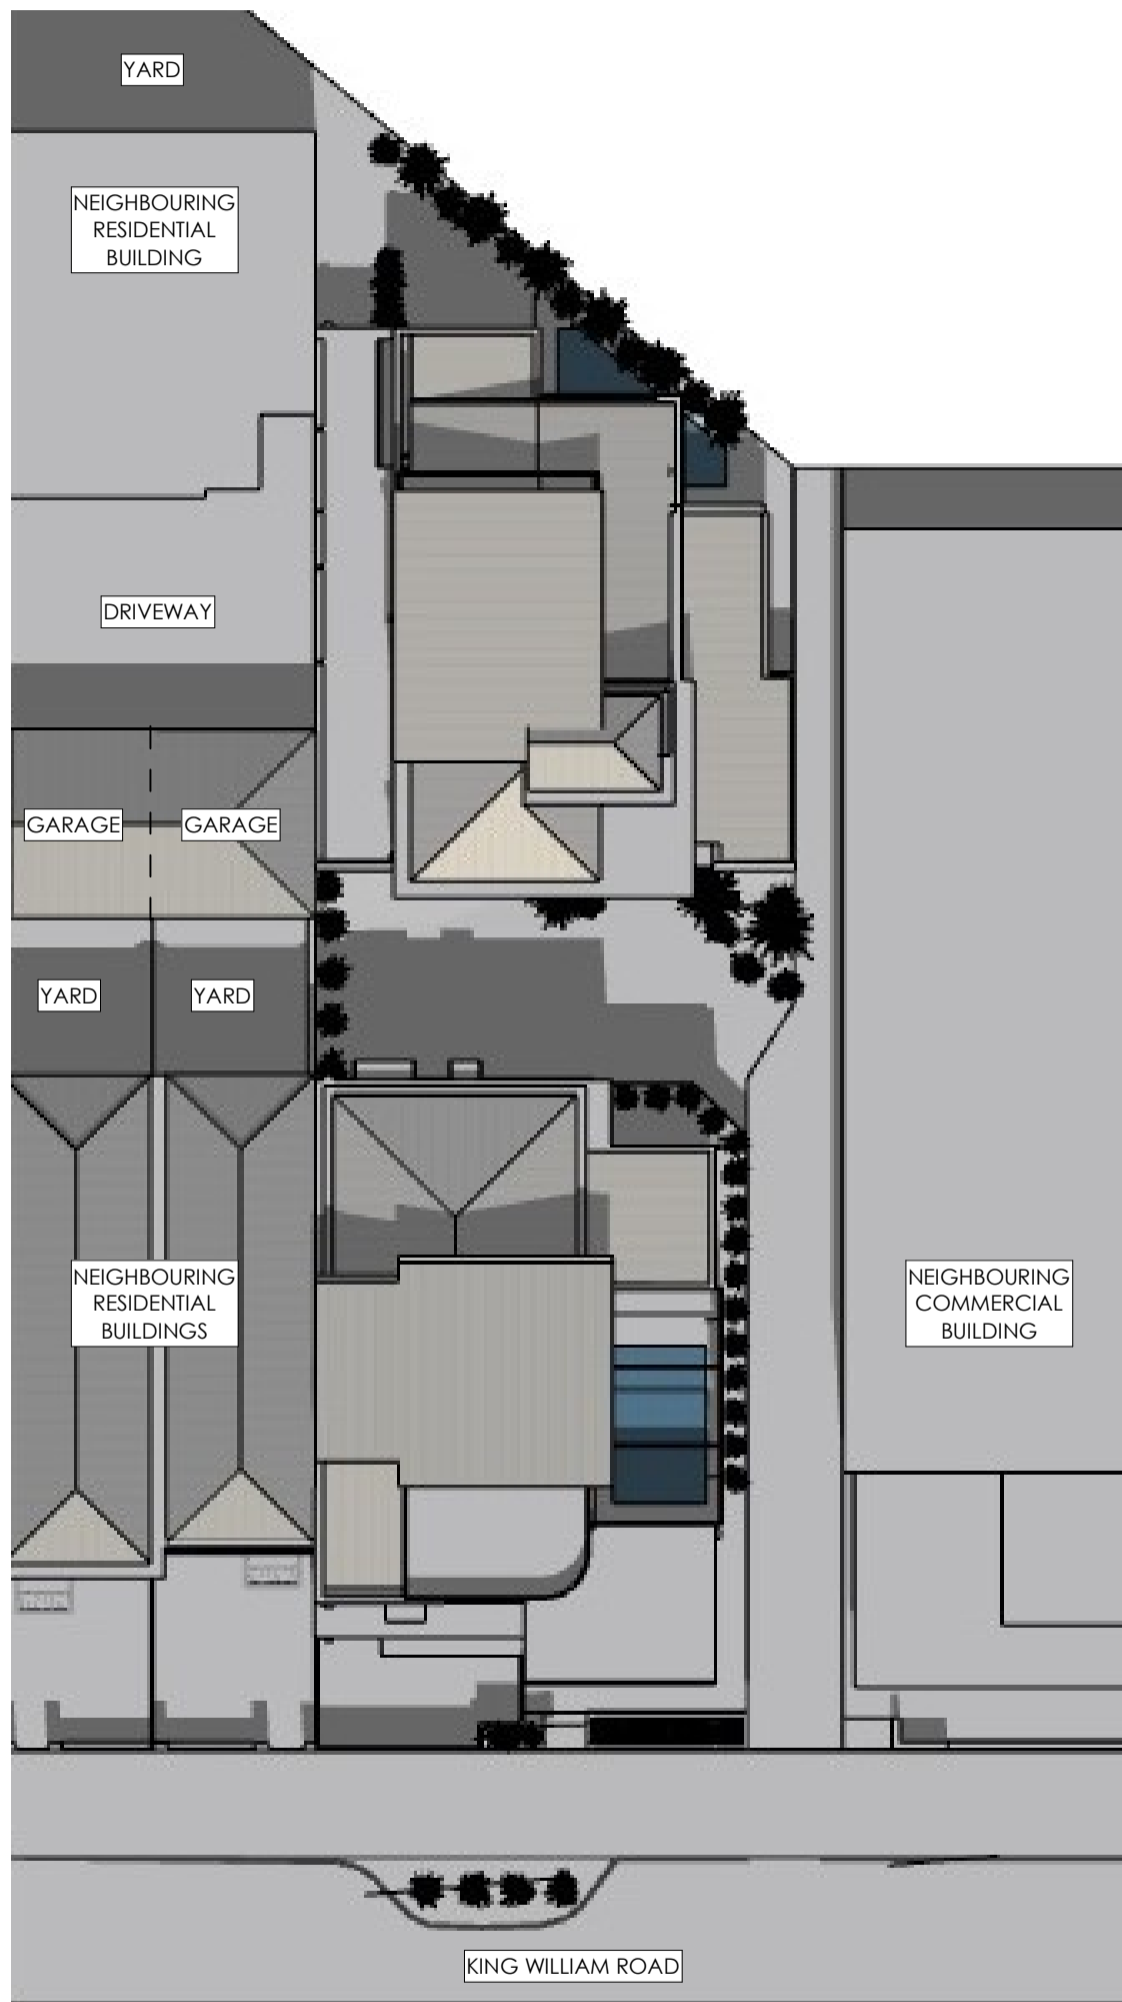 YARD
NEIGHBOURING
RESIDENTIAL
BUILDING
DRIVEWAY
GARAGE
GARAGE
YARD
YARD
NEIGHBOURING
RESIDENTIAL
BUILDINGS
NEIGHBOURING
COMMERCIAL
BUILDING
KING WILLIAM ROAD